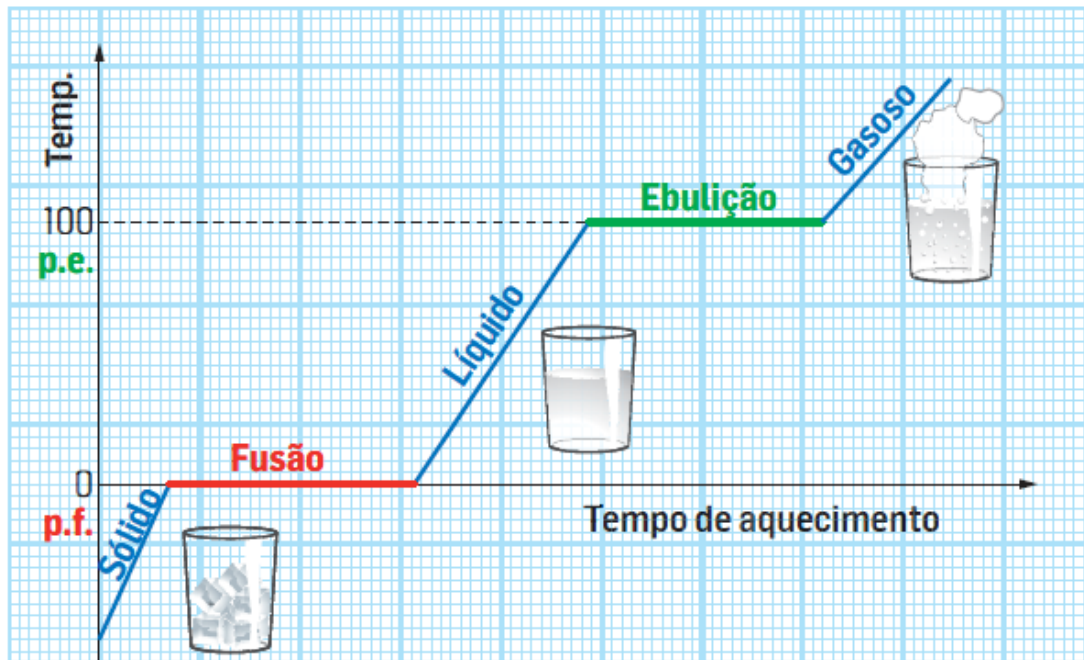 Temp.
100
p.e.
0
p.f.
Sólido
Fusão
Líquido
Ebulição
Gasoso
Tempo de aquecimento